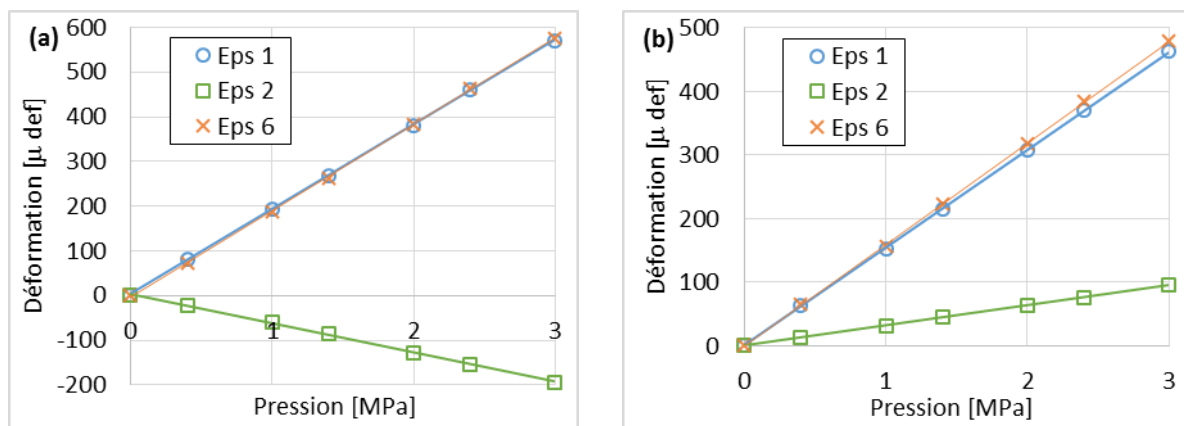 (a)
600
500
400
300
200
100
0
-100
-200
Déformation [µ def]
Eps 1
Eps 2
Eps 6
0 1 2 3
Pression [MPa]
(b)
500
400
300
200
100
0
Déformation [µ def]
Eps 1
Eps 2
Eps 6
0 1 2 3
Pression [MPa]